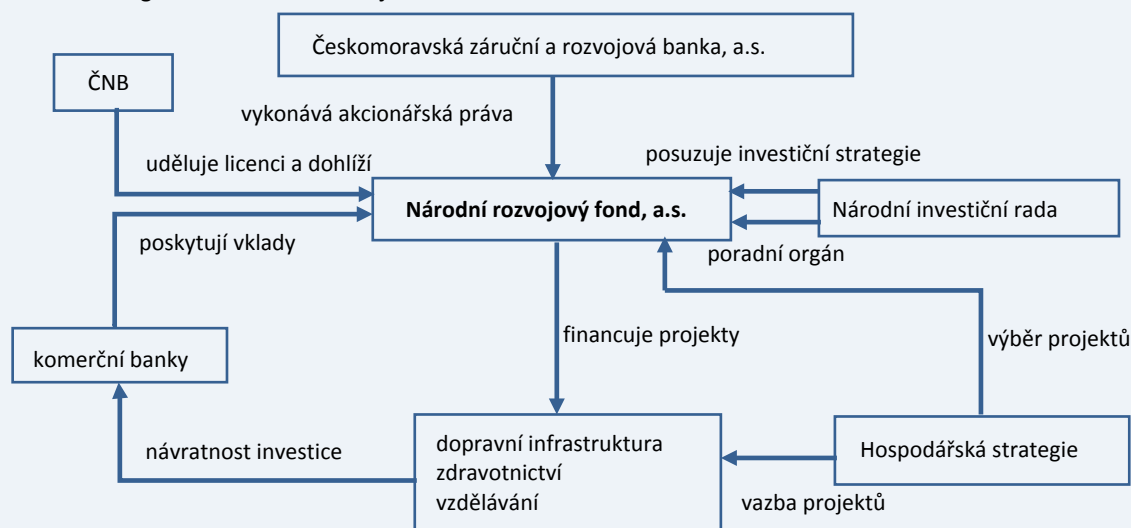 Českomoravská záruční a rozvojová banka, a.s.
ČNB
vykonává akcionářská práva
uděluje licenci a dohlíží
posuzuje investiční strategie
Národní rozvojový fond, a.s.
Národní investiční rada
poskytují vklady
poradní orgán
financuje projekty
výběr projektů
komerční banky
návratnost investice
dopravní infrastruktura
zdravotnictví
vzdělávání
Hospodářská strategie
vazba projektů